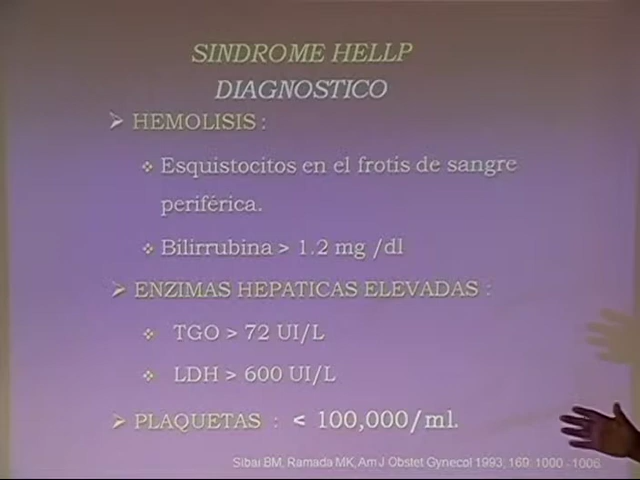 SINDROME HELLP
DIAGNOSTICO
HEMOLISIS :
Esquistocitos en el frotis de sangre
periférica.
Bilirrubina > 1.2 mg /dl
ENZIMAS HEPATICAS ELEVADAS :
TGO > 72 UI/L
LDH > 600 UI/L
PLAQUETAS : < 100,000/ml.
Sibai BM, Ramada MK, Am J Obstet Gynecol 1993; 169: 1000 - 1006